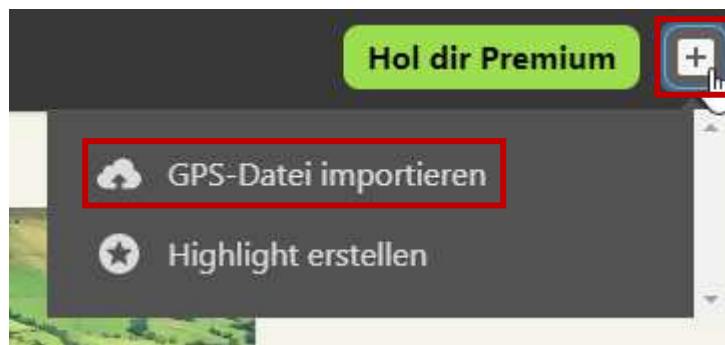 Hol dir Premium
GPS-Datei importieren
Highlight erstellen